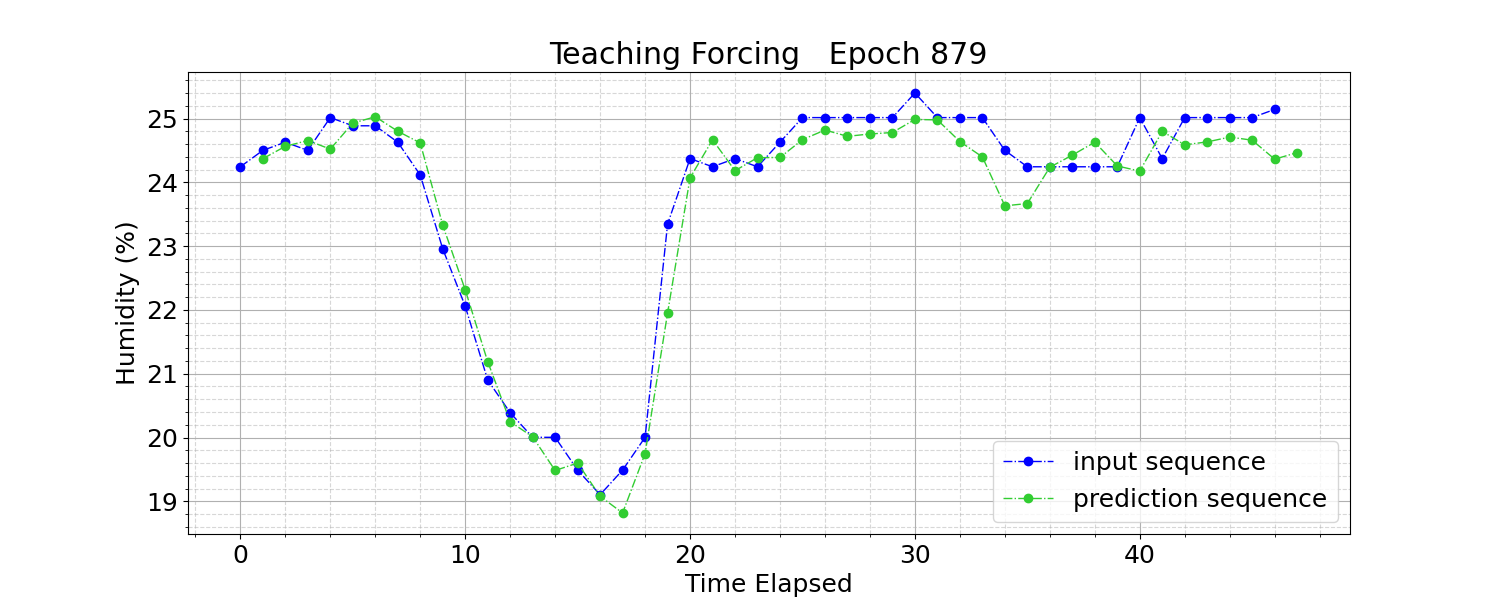 Teaching Forcing   Epoch 879
Humidity (%)
25
24
23
22
21
20
19
input sequence
prediction sequence
0 10 20 30 40
Time Elapsed